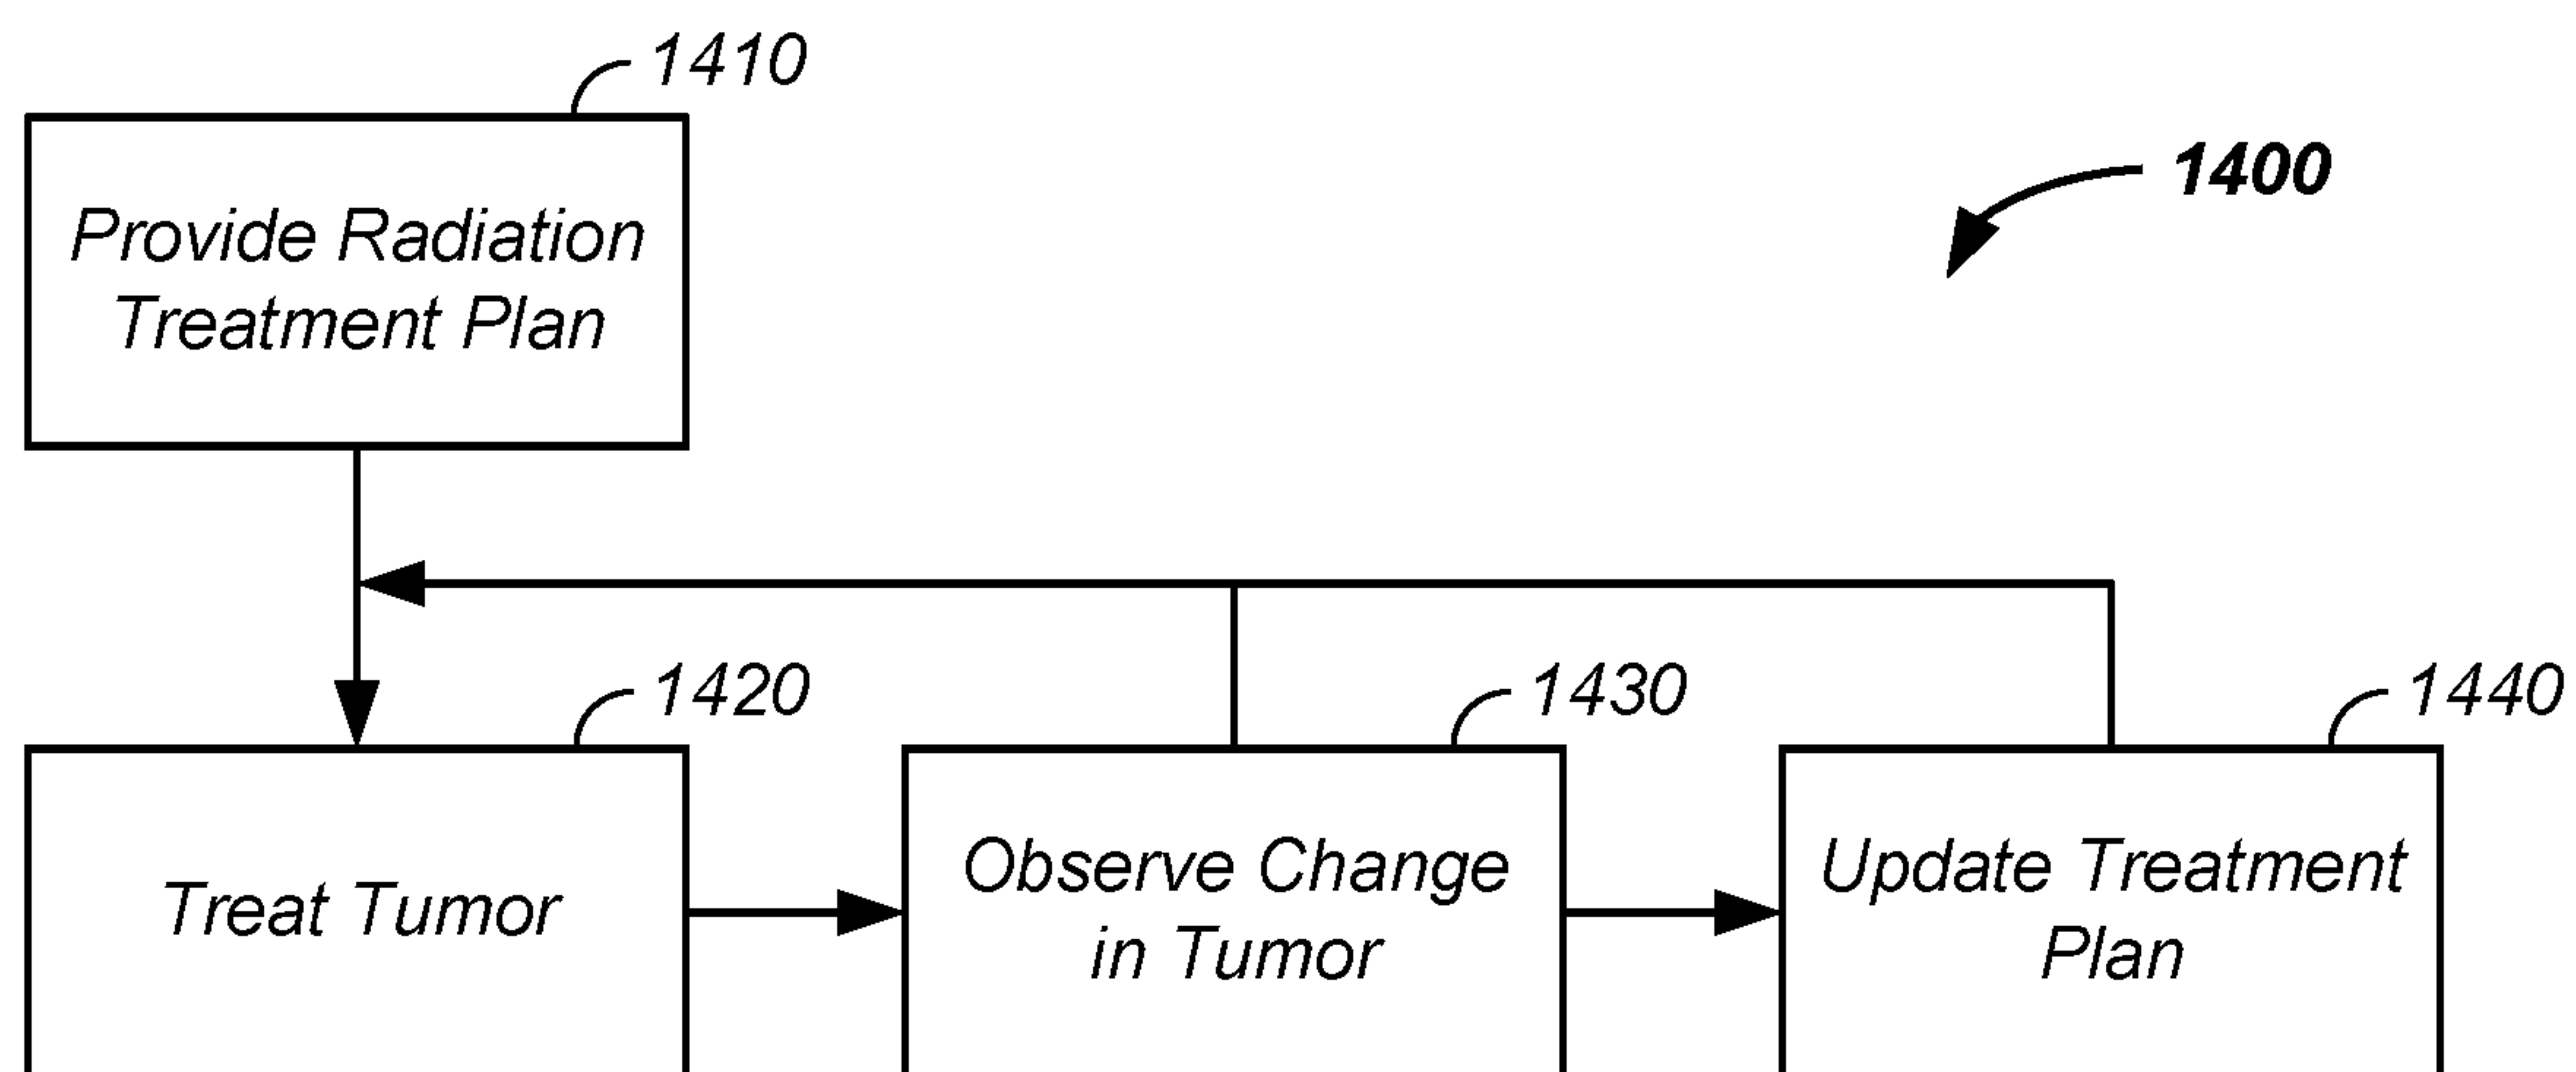 1410
Provide Radiation
Treatment Plan
1400
1420
Treat Tumor
1430
Observe Change
in Tumor
1440
Update Treatment
Plan